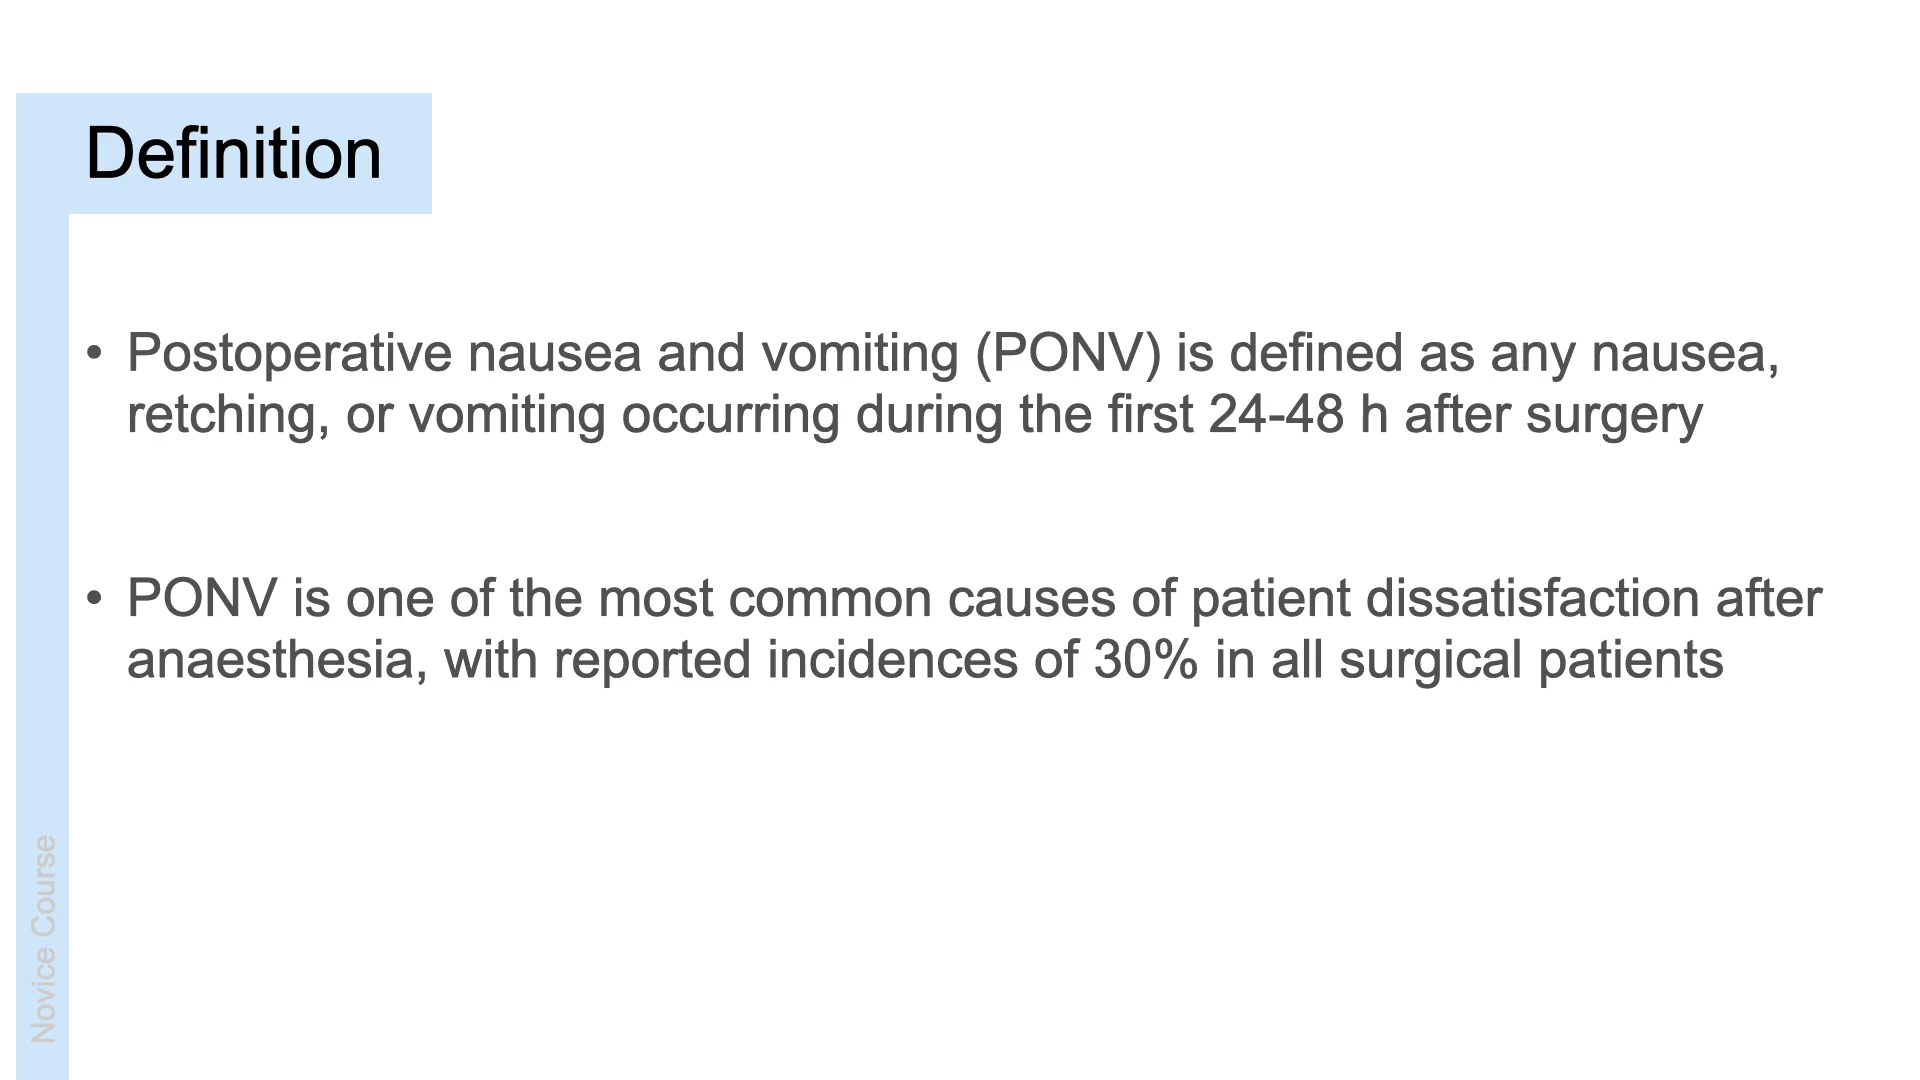 Definition
• Postoperative nausea and vomiting (PONV) is defined as any nausea,
retching, or vomiting occurring during the first 24-48 h after surgery
• PONV is one of the most common causes of patient dissatisfaction after
anaesthesia, with reported incidences of 30% in all surgical patients
Novice Course